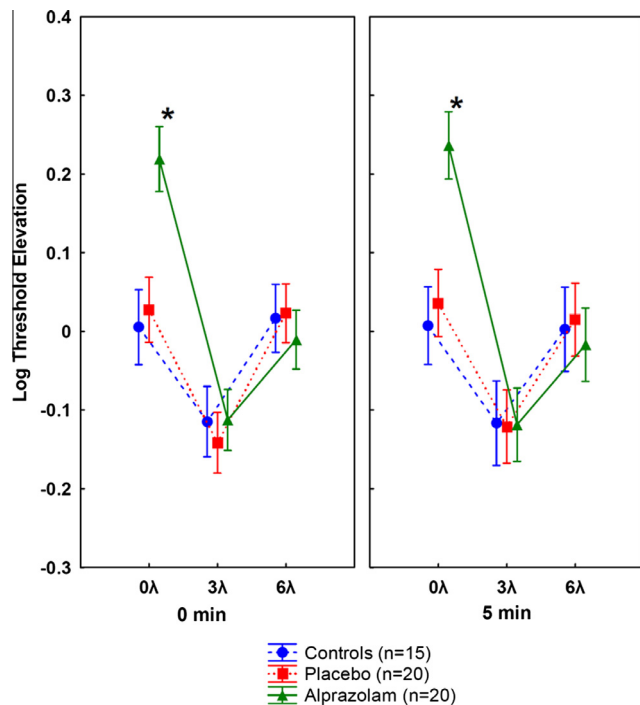 Log Threshold Elevation
0.4
0.3
0.2
0.1
0
-0.1
-0.2
-0.3
*
*
0λ 3λ 6λ
0 min
0λ 3λ 6λ
5 min
Controls (n=15)
Placebo (n=20)
Alprazolam (n=20)